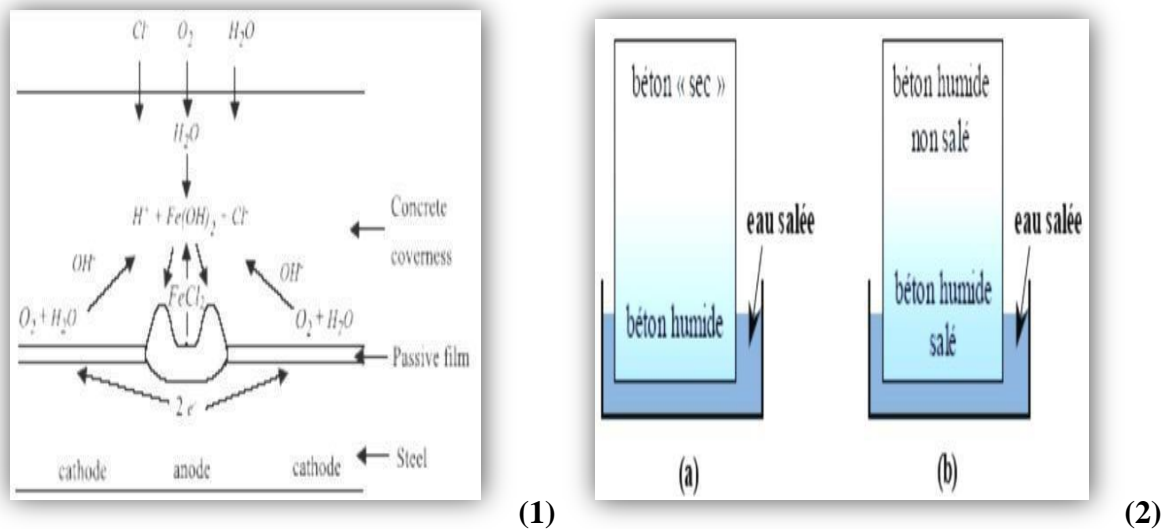 Cl⁻ O₂ H₂O
H₂O
H⁺ + Fe(OH)₂ + Cl⁻
Concrete
coverness
OH⁻ OH⁻
FeCl₂
O₂ + H₂O O₂ + H₂O
Passive film
2 e⁻
Steel
cathode anode cathode
(1)
béton « sec »
eau salée
béton humide
(a)
béton humide
non salé
eau salée
béton humide
salé
(b)
(2)